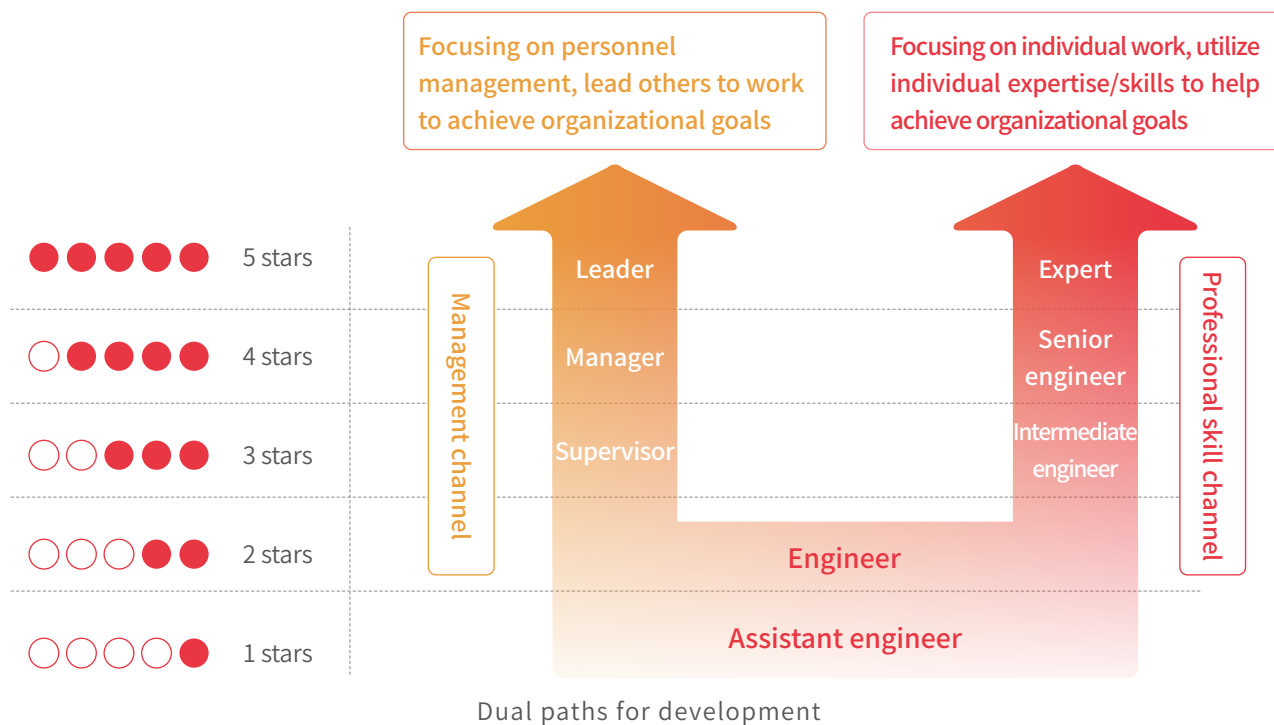 Focusing on personnel
management, lead others to work
to achieve organizational goals
Focusing on individual work, utilize
individual expertise/skills to help
achieve organizational goals
5 stars
Leader
Expert
4 stars
Manager
Senior
engineer
3 stars
Supervisor
Intermediate
engineer
Management channel
Professional skill channel
2 stars
Engineer
1 stars
Assistant engineer
Dual paths for development